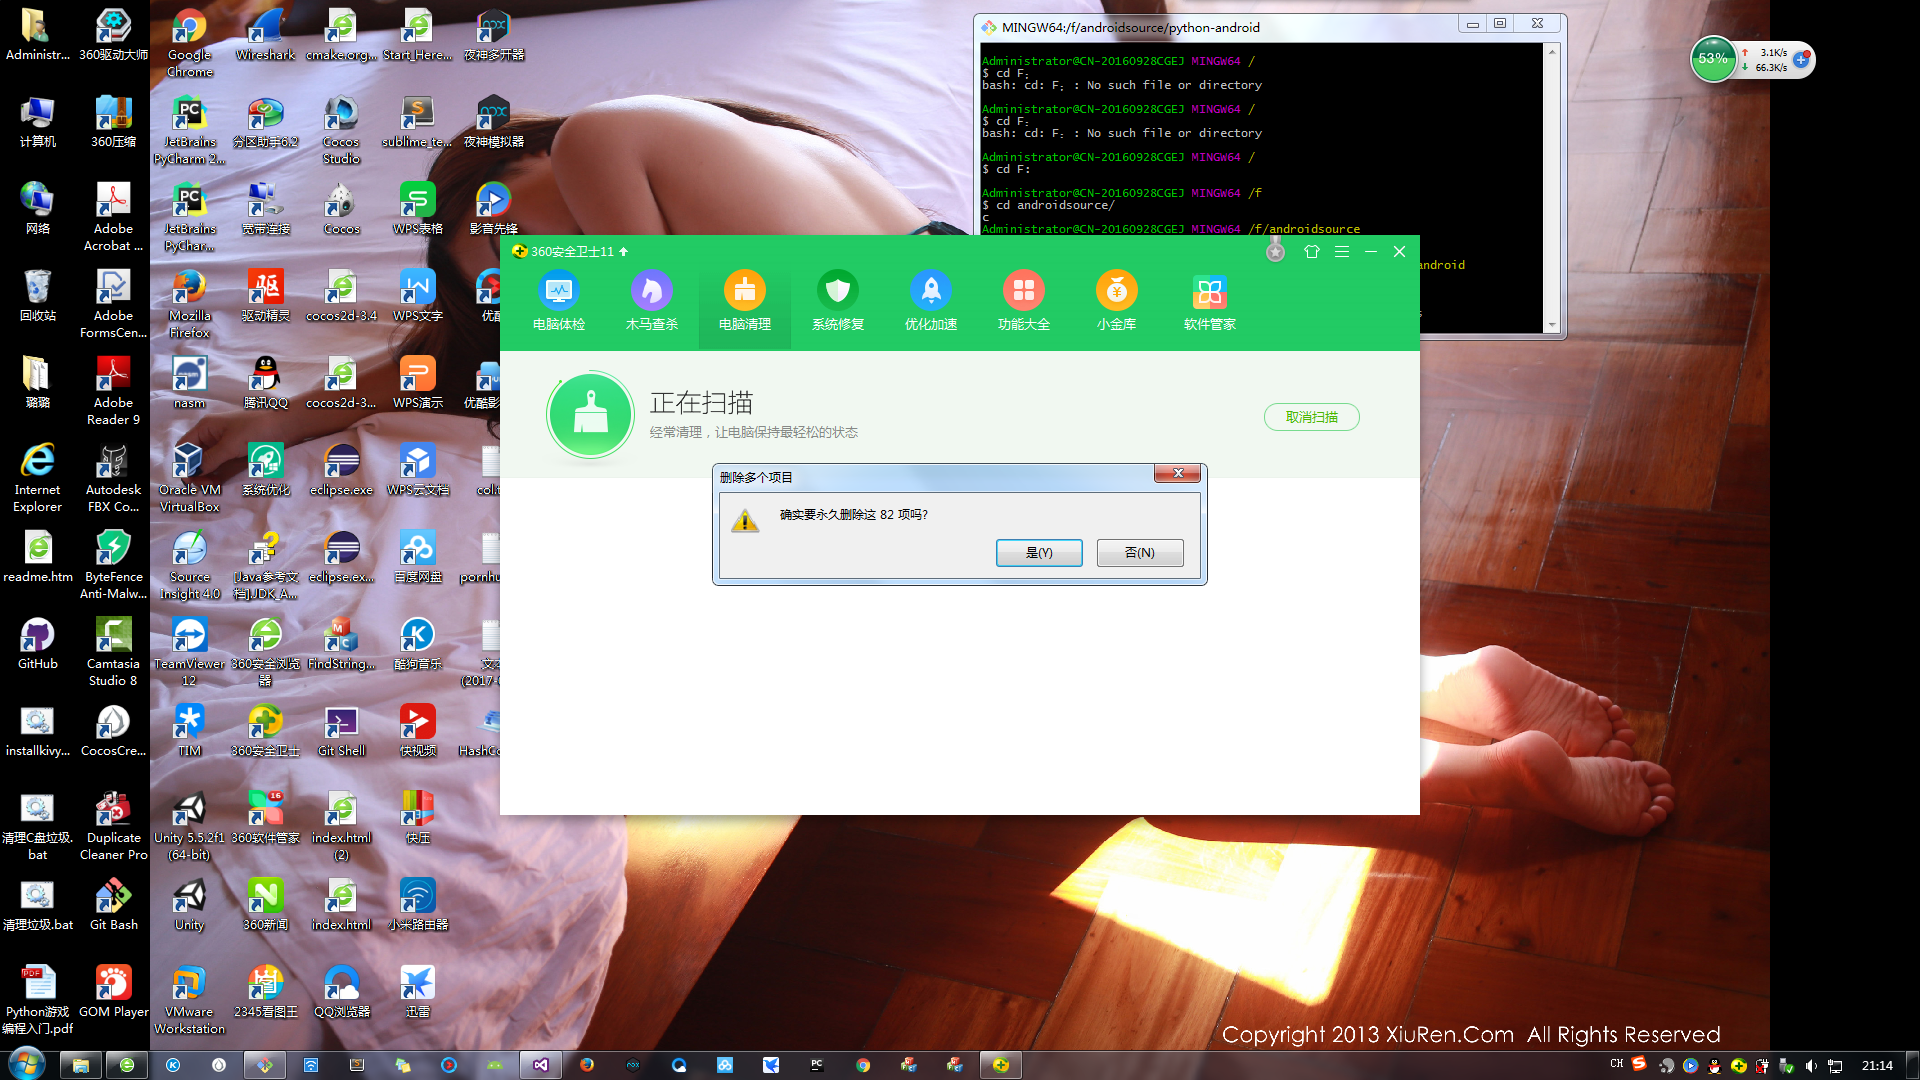 Administr...
360驱动大师
Google Chrome
Wireshark
cmake.org...
Start_Here...
夜神多开器
计算机
360压缩
JetBrains PyCharm 2...
分区助手6.2
Cocos Studio
sublime_te...
夜神模拟器
网络
Adobe Acrobat ...
JetBrains PyChar...
宽带连接
Cocos
WPS表格
影音先锋
回收站
Adobe FormsCen...
Mozilla Firefox
驱动精灵
cocos2d-3.4
WPS文字
优酷
璐璐
Adobe Reader 9
nasm
腾讯QQ
cocos2d-3...
WPS演示
优酷影
Internet Explorer
Autodesk FBX Co...
Oracle VM VirtualBox
系统优化
eclipse.exe
WPS云文档
col.t
readme.htm
ByteFence Anti-Malw...
Source Insight 4.0
[Java参考文档].JDK_A...
eclipse.ex...
百度网盘
pornhu
GitHub
Camtasia Studio 8
TeamViewer 12
360安全浏览器
FindString...
酷狗音乐
文本
(2017-
installkivy...
CocosCre...
TIM
360安全卫士
Git Shell
快视频
HashCo
清理C盘垃圾.bat
Duplicate Cleaner Pro
Unity 5.5.2f1 (64-bit)
360软件管家
16
index.html (2)
快压
清理垃圾.bat
Git Bash
Unity
360新闻
index.html
小米路由器
Python游戏编程入门.pdf
GOM Player
VMware Workstation
2345看图王
QQ浏览器
迅雷
MINGW64:/f/androidsource/python-android
Administrator@CN-20160928CGEJ MINGW64 /
$ cd F;
bash: cd: F; : No such file or directory
Administrator@CN-20160928CGEJ MINGW64 /
$ cd F;
bash: cd: F; : No such file or directory
Administrator@CN-20160928CGEJ MINGW64 /
$ cd F:
Administrator@CN-20160928CGEJ MINGW64 /f
$ cd androidsource/
c
Administrator@CN-20160928CGEJ MINGW64 /f/androidsource
android
s
53%
3.1K/s
66.3K/s
360安全卫士11
电脑体检
木马查杀
电脑清理
系统修复
优化加速
功能大全
小金库
软件管家
正在扫描
经常清理，让电脑保持最轻松的状态
取消扫描
删除多个项目
确实要永久删除这 82 项吗?
是(Y)
否(N)
Copyright 2013 XiuRen.Com All Rights Reserved
CH
21:14